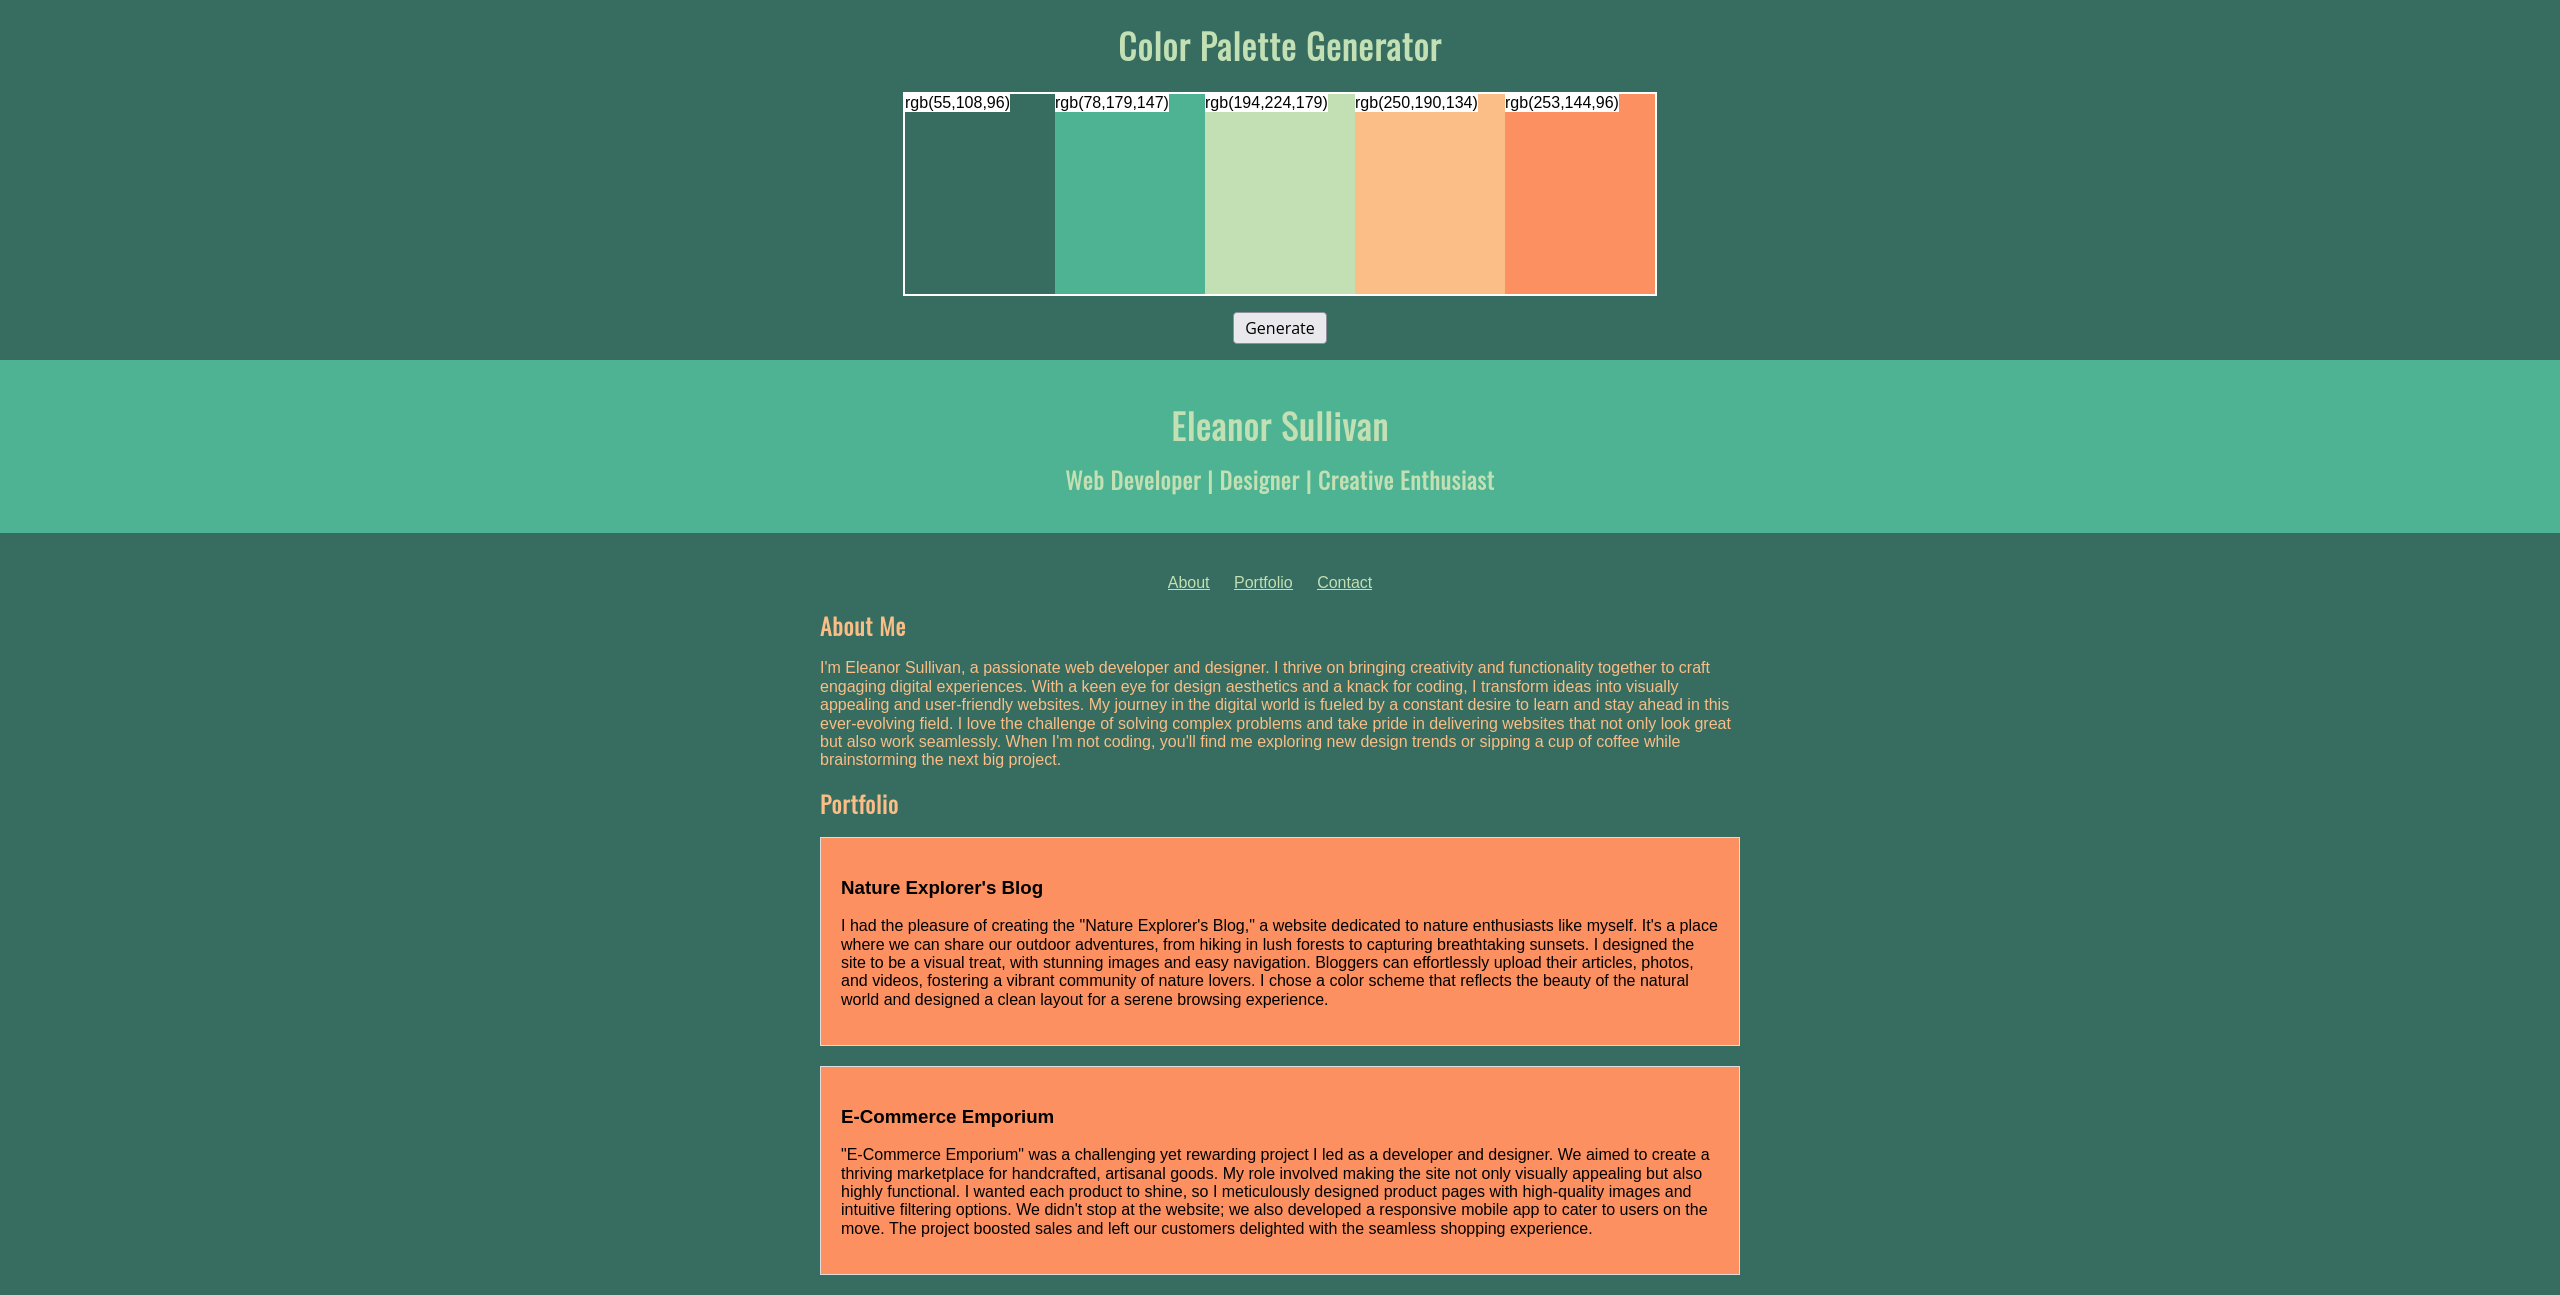 Color Palette Generator
rgb(55,108,96) rgb(78,179,147) rgb(194,224,179) rgb(250,190,134) rgb(253,144,96)
Generate
Eleanor Sullivan
Web Developer | Designer | Creative Enthusiast
About Portfolio Contact
About Me
I'm Eleanor Sullivan, a passionate web developer and designer. I thrive on bringing creativity and functionality together to craft
engaging digital experiences. With a keen eye for design aesthetics and a knack for coding, I transform ideas into visually
appealing and user-friendly websites. My journey in the digital world is fueled by a constant desire to learn and stay ahead in this
ever-evolving field. I love the challenge of solving complex problems and take pride in delivering websites that not only look great
but also work seamlessly. When I'm not coding, you'll find me exploring new design trends or sipping a cup of coffee while
brainstorming the next big project.
Portfolio
Nature Explorer's Blog
I had the pleasure of creating the "Nature Explorer's Blog," a website dedicated to nature enthusiasts like myself. It's a place
where we can share our outdoor adventures, from hiking in lush forests to capturing breathtaking sunsets. I designed the
site to be a visual treat, with stunning images and easy navigation. Bloggers can effortlessly upload their articles, photos,
and videos, fostering a vibrant community of nature lovers. I chose a color scheme that reflects the beauty of the natural
world and designed a clean layout for a serene browsing experience.
E-Commerce Emporium
"E-Commerce Emporium" was a challenging yet rewarding project I led as a developer and designer. We aimed to create a
thriving marketplace for handcrafted, artisanal goods. My role involved making the site not only visually appealing but also
highly functional. I wanted each product to shine, so I meticulously designed product pages with high-quality images and
intuitive filtering options. We didn't stop at the website; we also developed a responsive mobile app to cater to users on the
move. The project boosted sales and left our customers delighted with the seamless shopping experience.